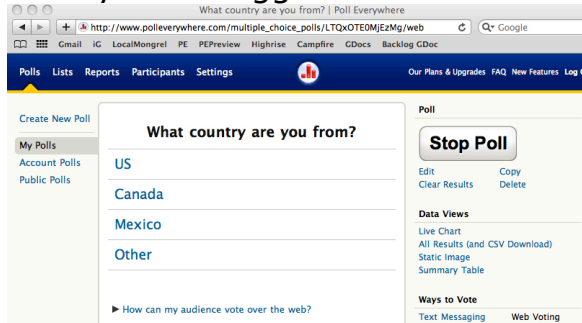 What country are you from? | Poll Everywhere
http://www.polleverywhere.com/multiple_choice_polls/LTQxOTE0MjEzMg/web
Google
Gmail iG LocalMongrel PE PEPreview Highrise Campfire GDocs Backlog GDoc
Polls Lists Reports Participants Settings
Our Plans & Upgrades FAQ New Features Log
Create New Poll
My Polls
Account Polls
Public Polls
What country are you from?
US
Canada
Mexico
Other
► How can my audience vote over the web?
Poll
Stop Poll
Edit Copy
Clear Results Delete
Data Views
Live Chart
All Results (and CSV Download)
Static Image
Summary Table
Ways to Vote
Text Messaging Web Voting